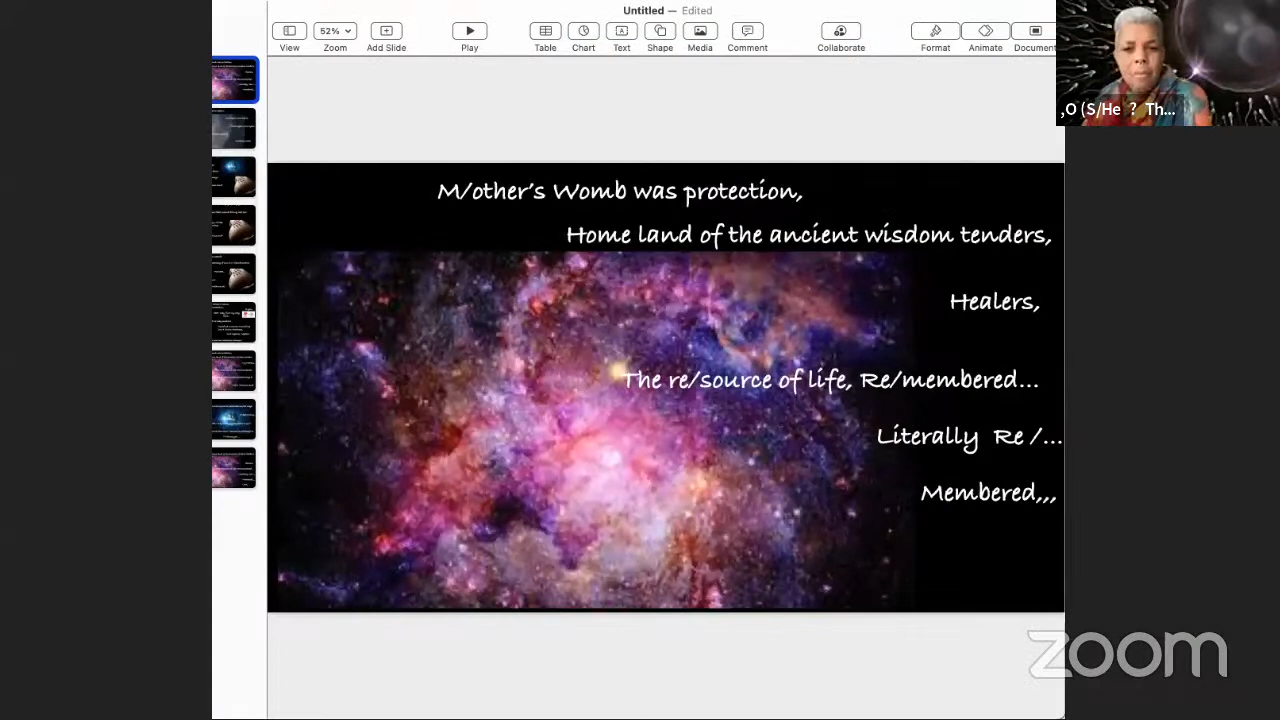 Untitled — Edited
View
52%
Zoom
Add Slide
Play
Table
Chart
Text
Shape
Media
Comment
Collaborate
Format
Animate
Document
,O (S/He ? Th...
M/other's Womb was protection,
Home land of the ancient wisdom tenders,
Healers,
The re/source of life, Re/membered...
Literally Re /...
Membered,,,
zoom